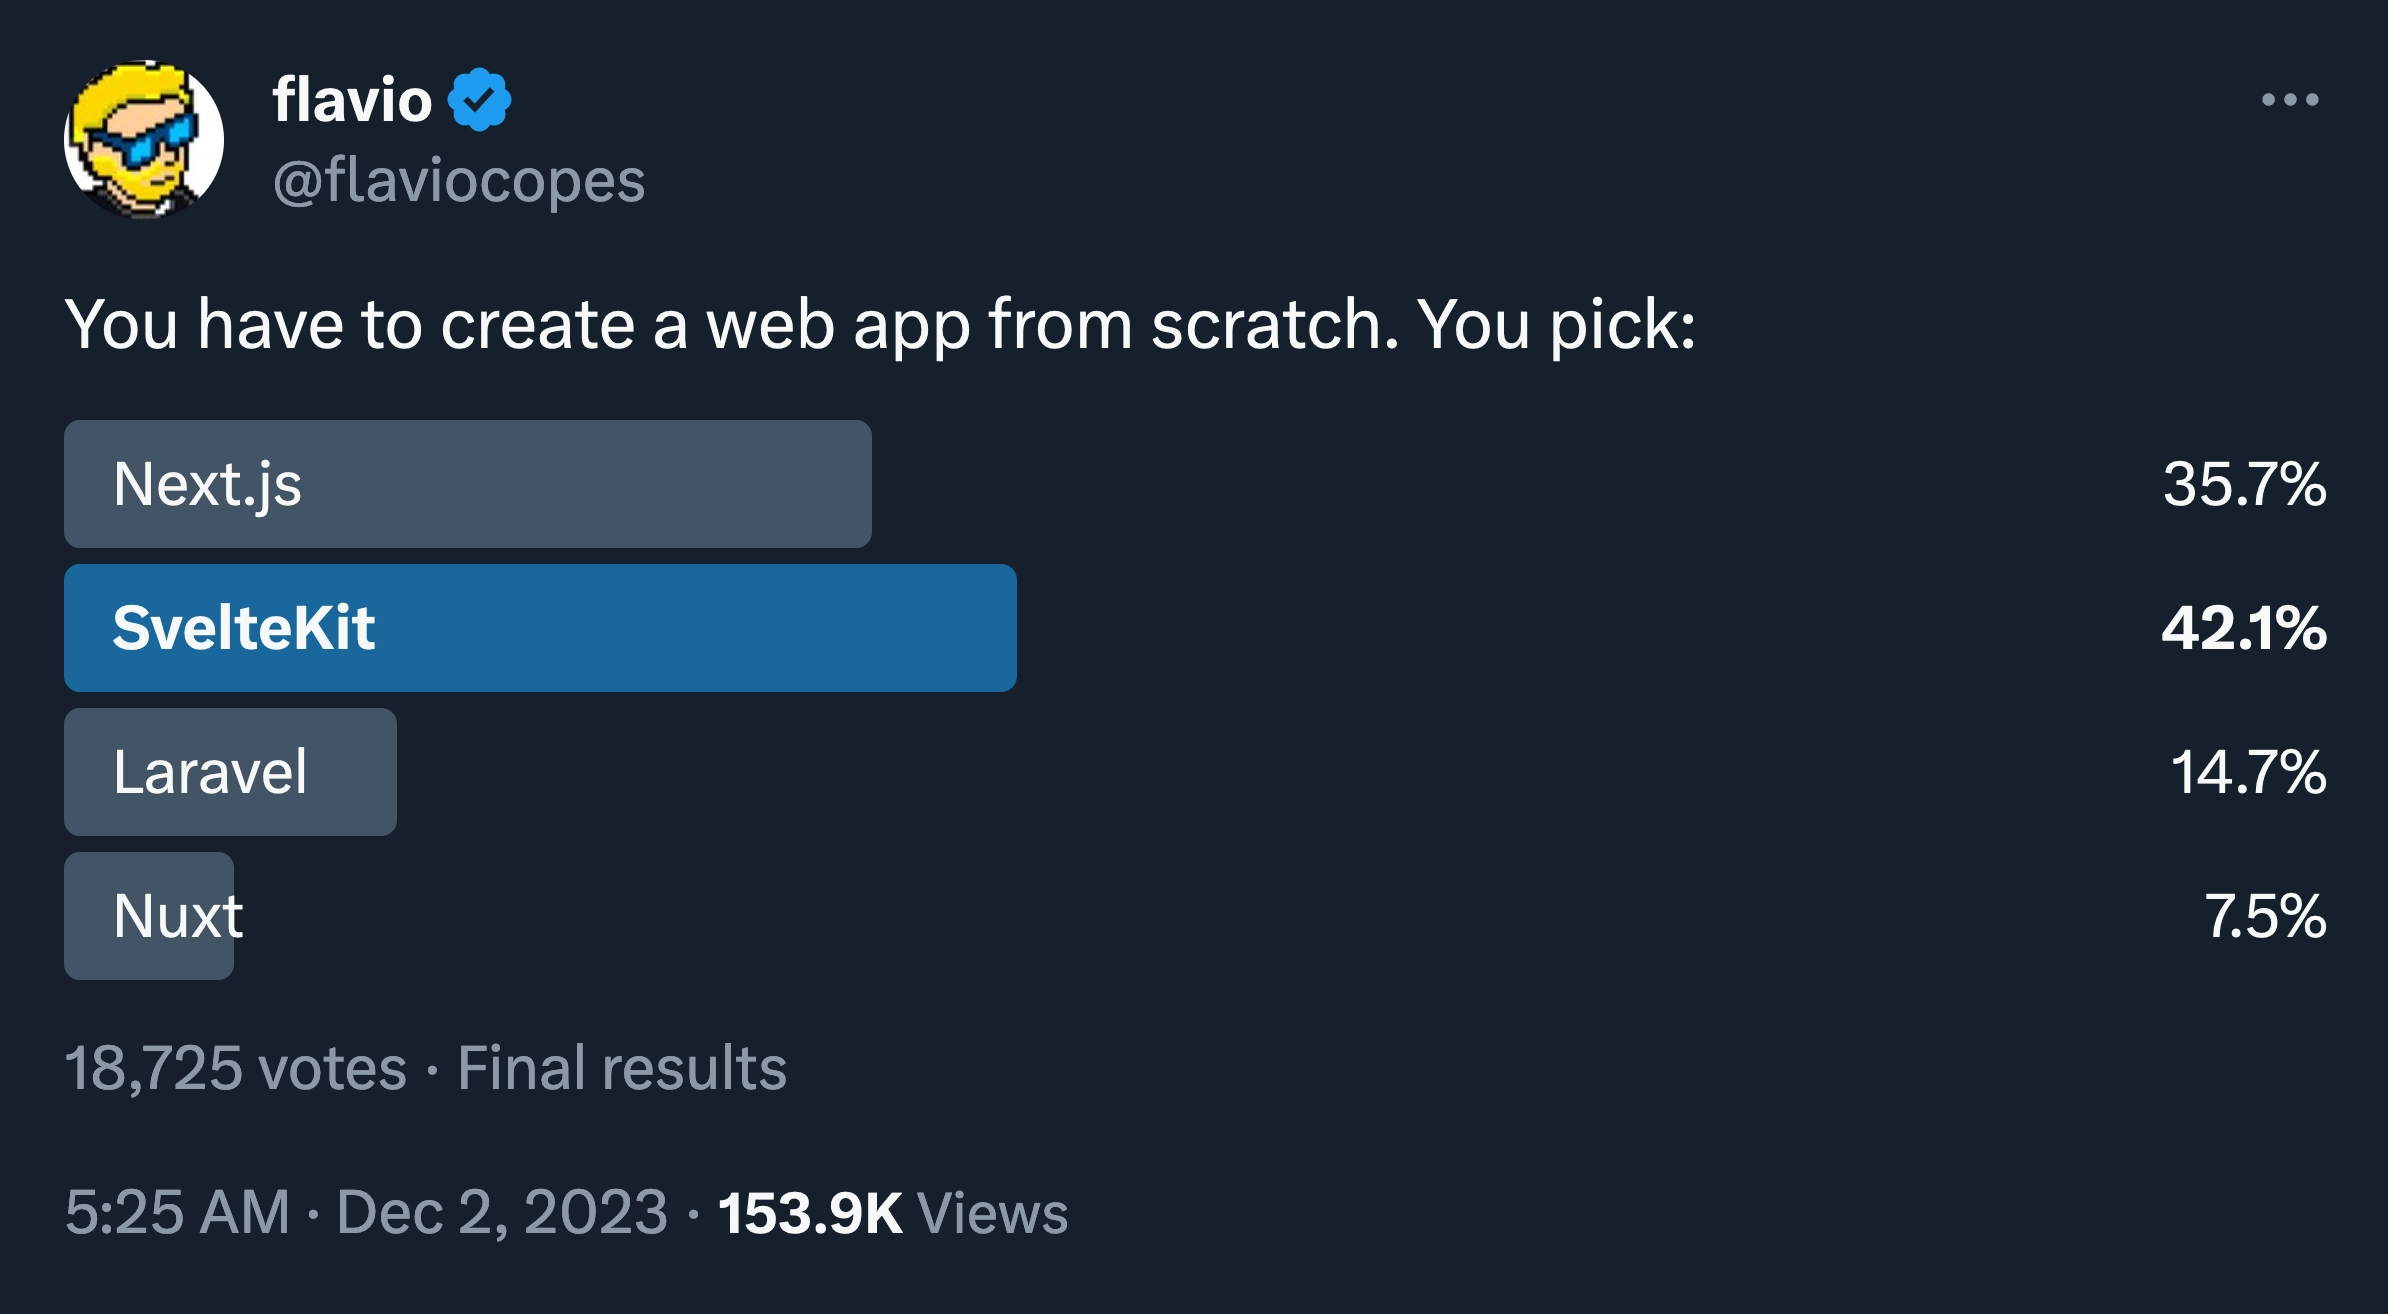 flavio
@flaviocopes
You have to create a web app from scratch. You pick:
Next.js 35.7%
SvelteKit 42.1%
Laravel 14.7%
Nuxt 7.5%
18,725 votes · Final results
5:25 AM · Dec 2, 2023 · 153.9K Views